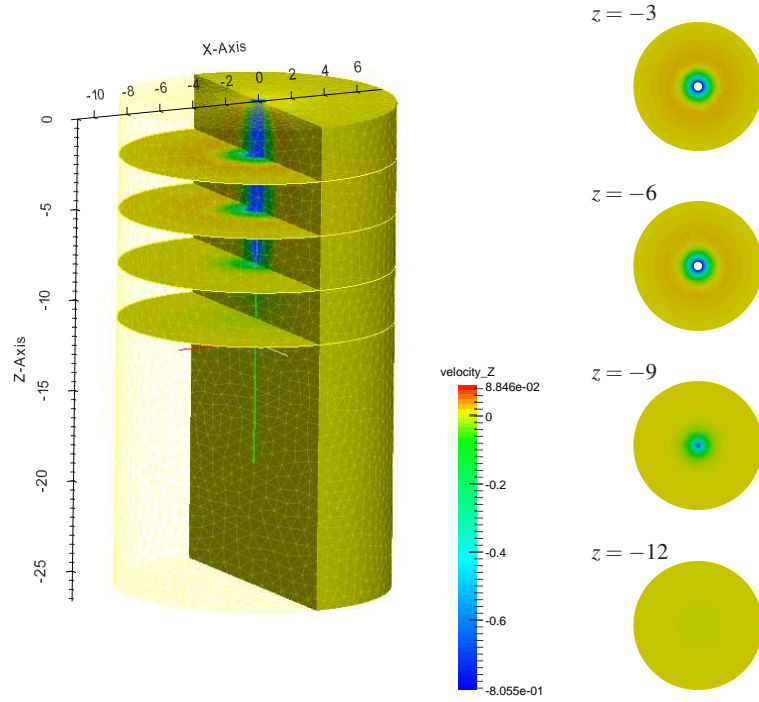 X-Axis
-10 -8 -6 -4 -2 0 2 4 6
0
-5
-10
-15
-20
-25
Z-Axis
velocity_Z
8.846e-02
0
-0.2
-0.4
-0.6
-8.055e-01
z = −3
z = −6
z = −9
z = −12